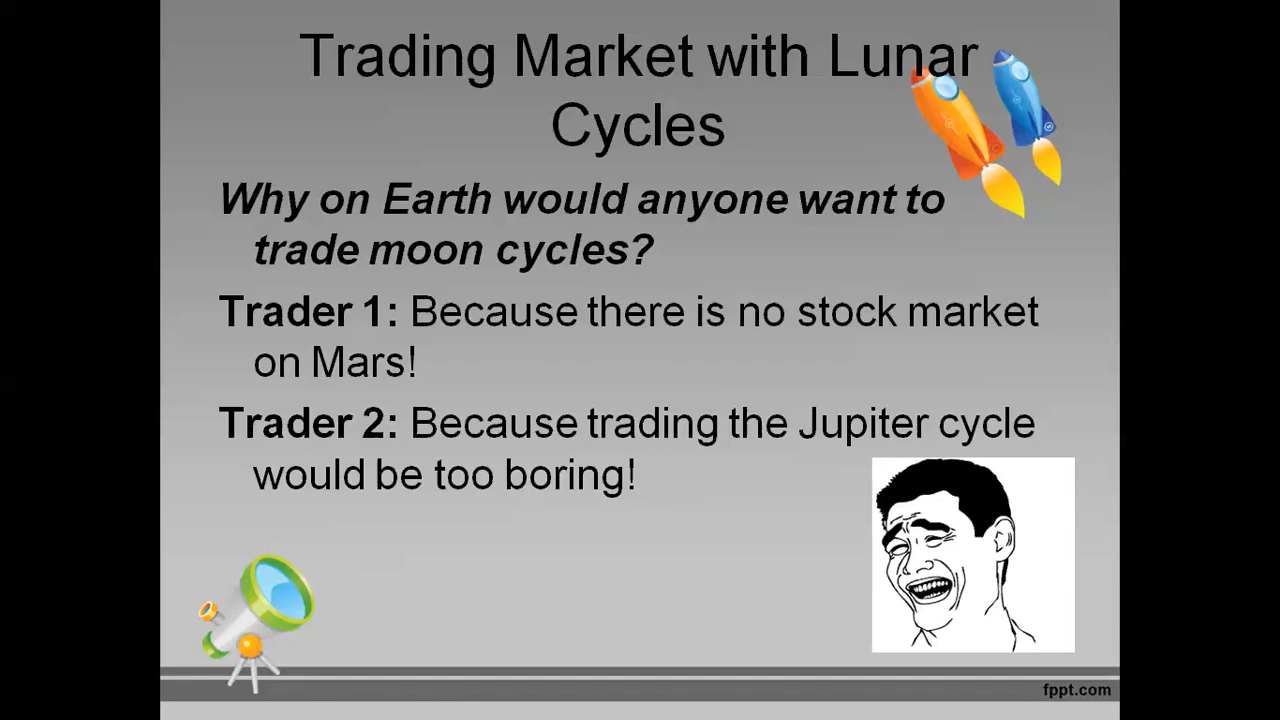 Trading Market with Lunar
Cycles
Why on Earth would anyone want to
trade moon cycles?
Trader 1: Because there is no stock market
on Mars!
Trader 2: Because trading the Jupiter cycle
would be too boring!
fppt.com